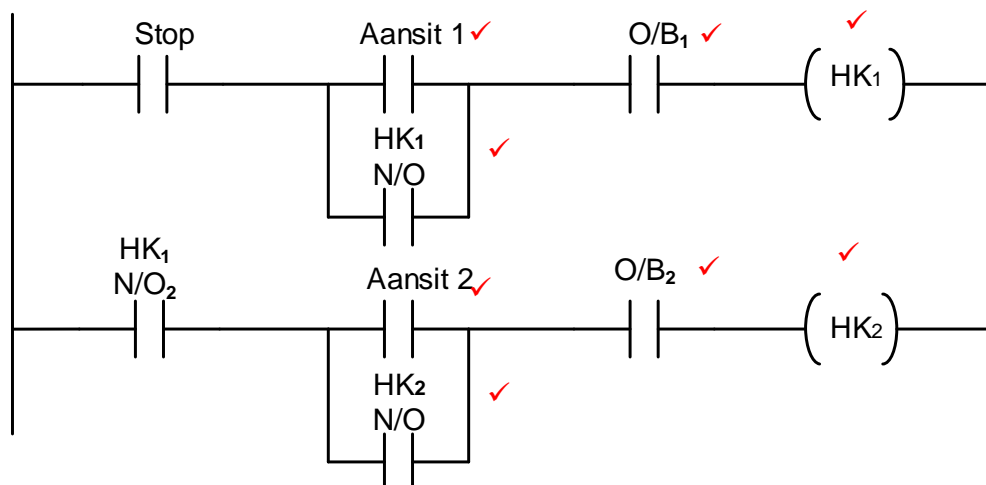 Stop Aansit 1 O/B₁
HK₁
HK₁
N/O
HK₁
N/O₂
Aansit 2 O/B₂
HK₂
HK₂
N/O